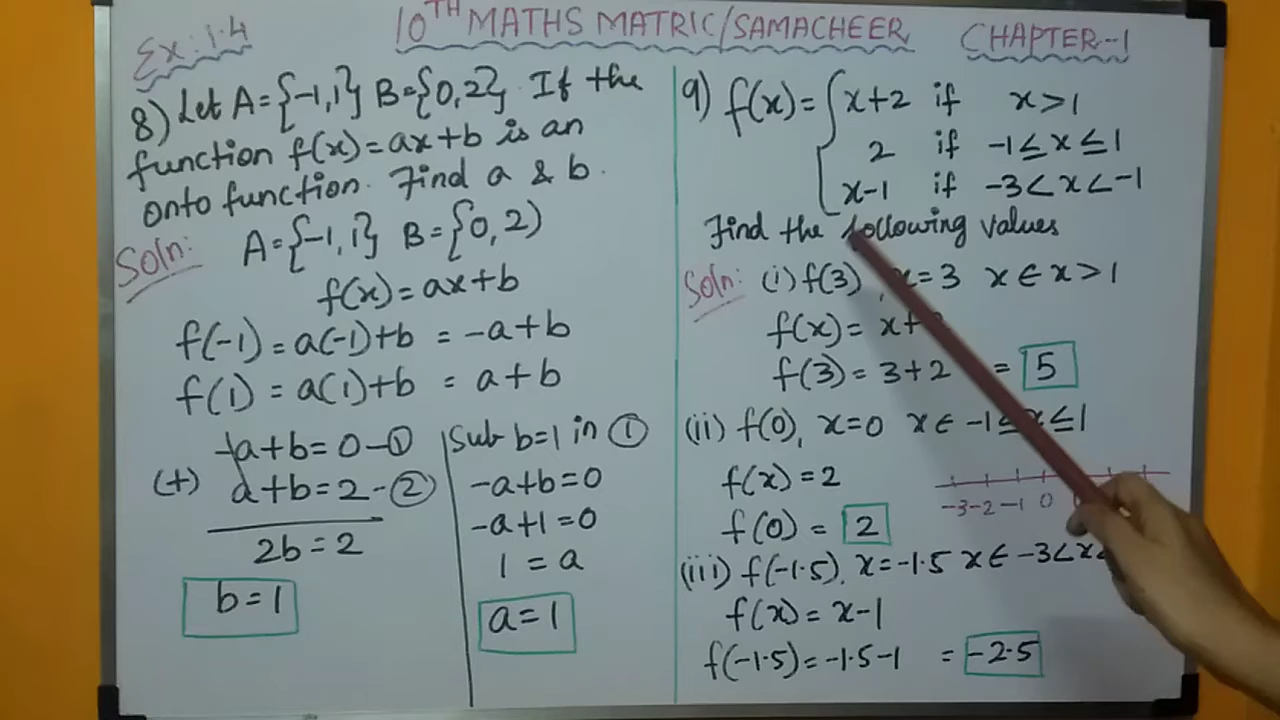 Ex: 1.4
10TH MATHS MATRIC/SAMACHEER CHAPTER-1
8) Let A={-1,1} B={0,2}. If the
function f(x)=ax+b is an
onto function. Find a & b.
Soln: A={-1,1} B={0,2)
f(x)=ax+b
f(-1)=a(-1)+b = -a+b
f(1)=a(1)+b = a+b
-a+b=0-①
(+) a+b=2-②
2b=2
b=1
Sub b=1 in ①
-a+b=0
-a+1=0
1=a
a=1
9) f(x)={x+2 if x>1
2 if -1≤x≤1
x-1 if -3<x<-1
Find the following values
Soln: (i) f(3), x=3 x∈x>1
f(x)= x+
f(3)=3+2 = 5
(ii) f(0), x=0 x∈ -1≤x≤1
f(x)=2
-3 -2 -1 0
f(0)= 2
(iii) f(-1.5), x=-1.5 x∈ -3<x<
f(x)=x-1
f(-1.5)=-1.5-1 = -2.5